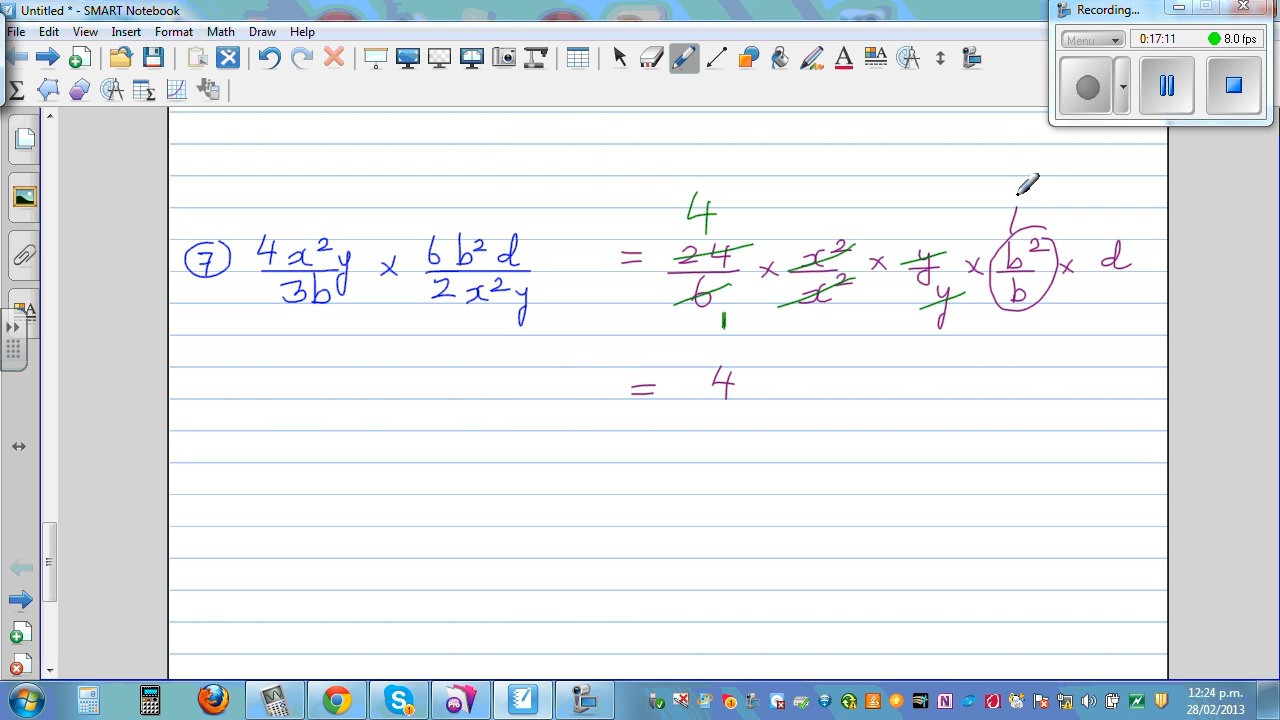 Untitled * - SMART Notebook
Recording...
File Edit View Insert Format Math Draw Help
Menu 0:17:11 8.0 fps
4
⑦ 4x²y/3b × 6b²d/2x²y = 24/6 × x²/x² × y/y × b²/b × d
1
= 4
12:24 p.m.
28/02/2013